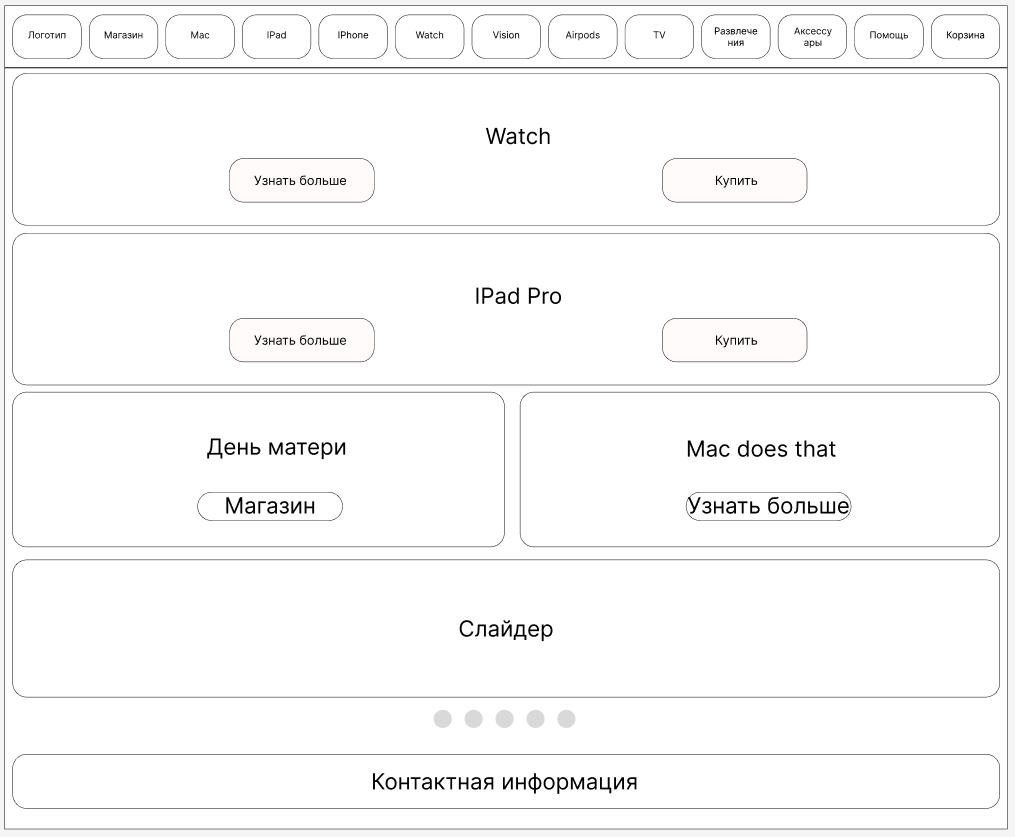 Логотип
Магазин
Mac
IPad
IPhone
Watch
Vision
Airpods
TV
Развлече
ния
Аксессу
ары
Помощь
Корзина
Watch
Узнать больше
Купить
IPad Pro
Узнать больше
Купить
День матери
Магазин
Mac does that
Узнать больше
Слайдер
Контактная информация